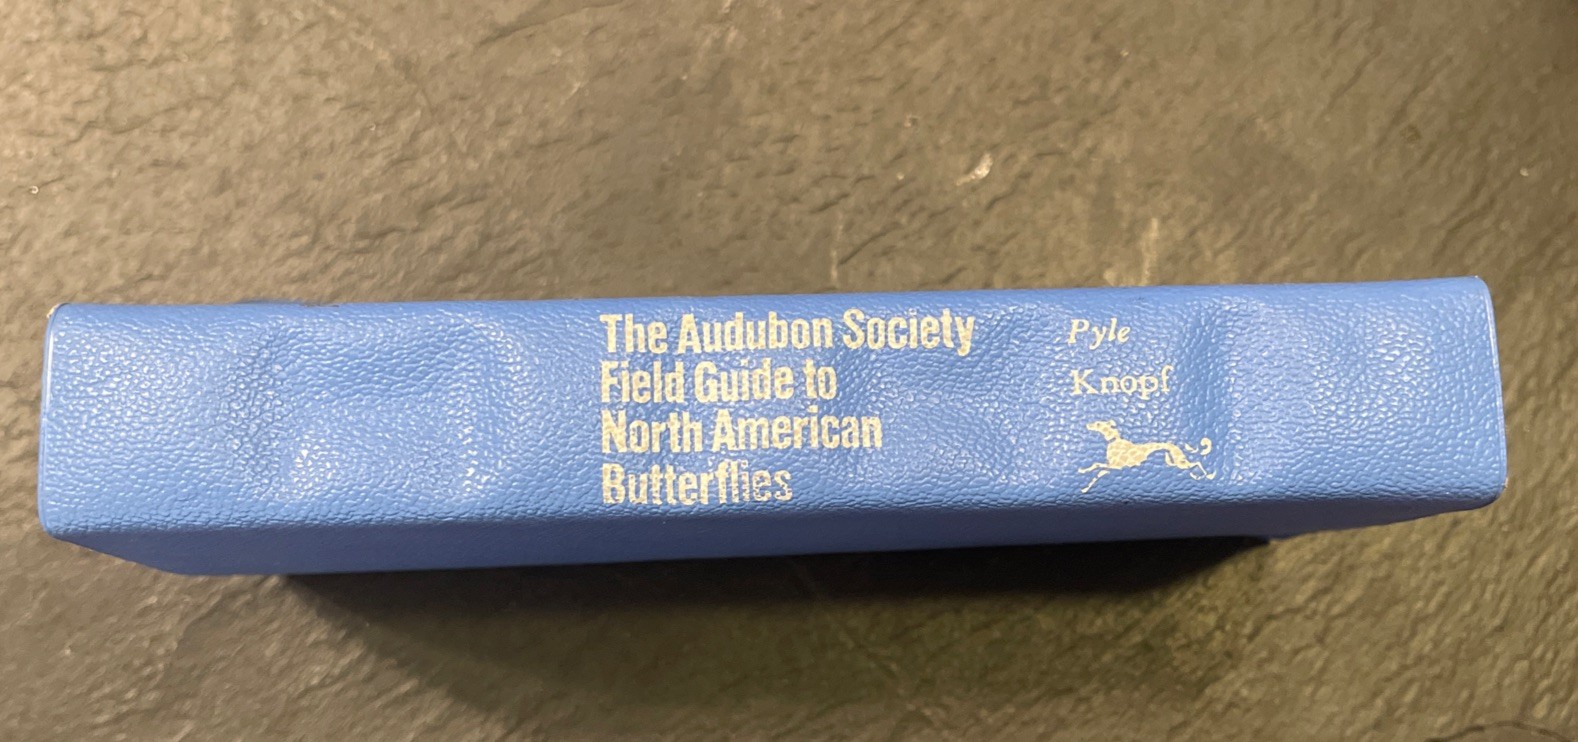 The Audubon Society
Field Guide to
North American
Butterflies
Pyle
Knopf